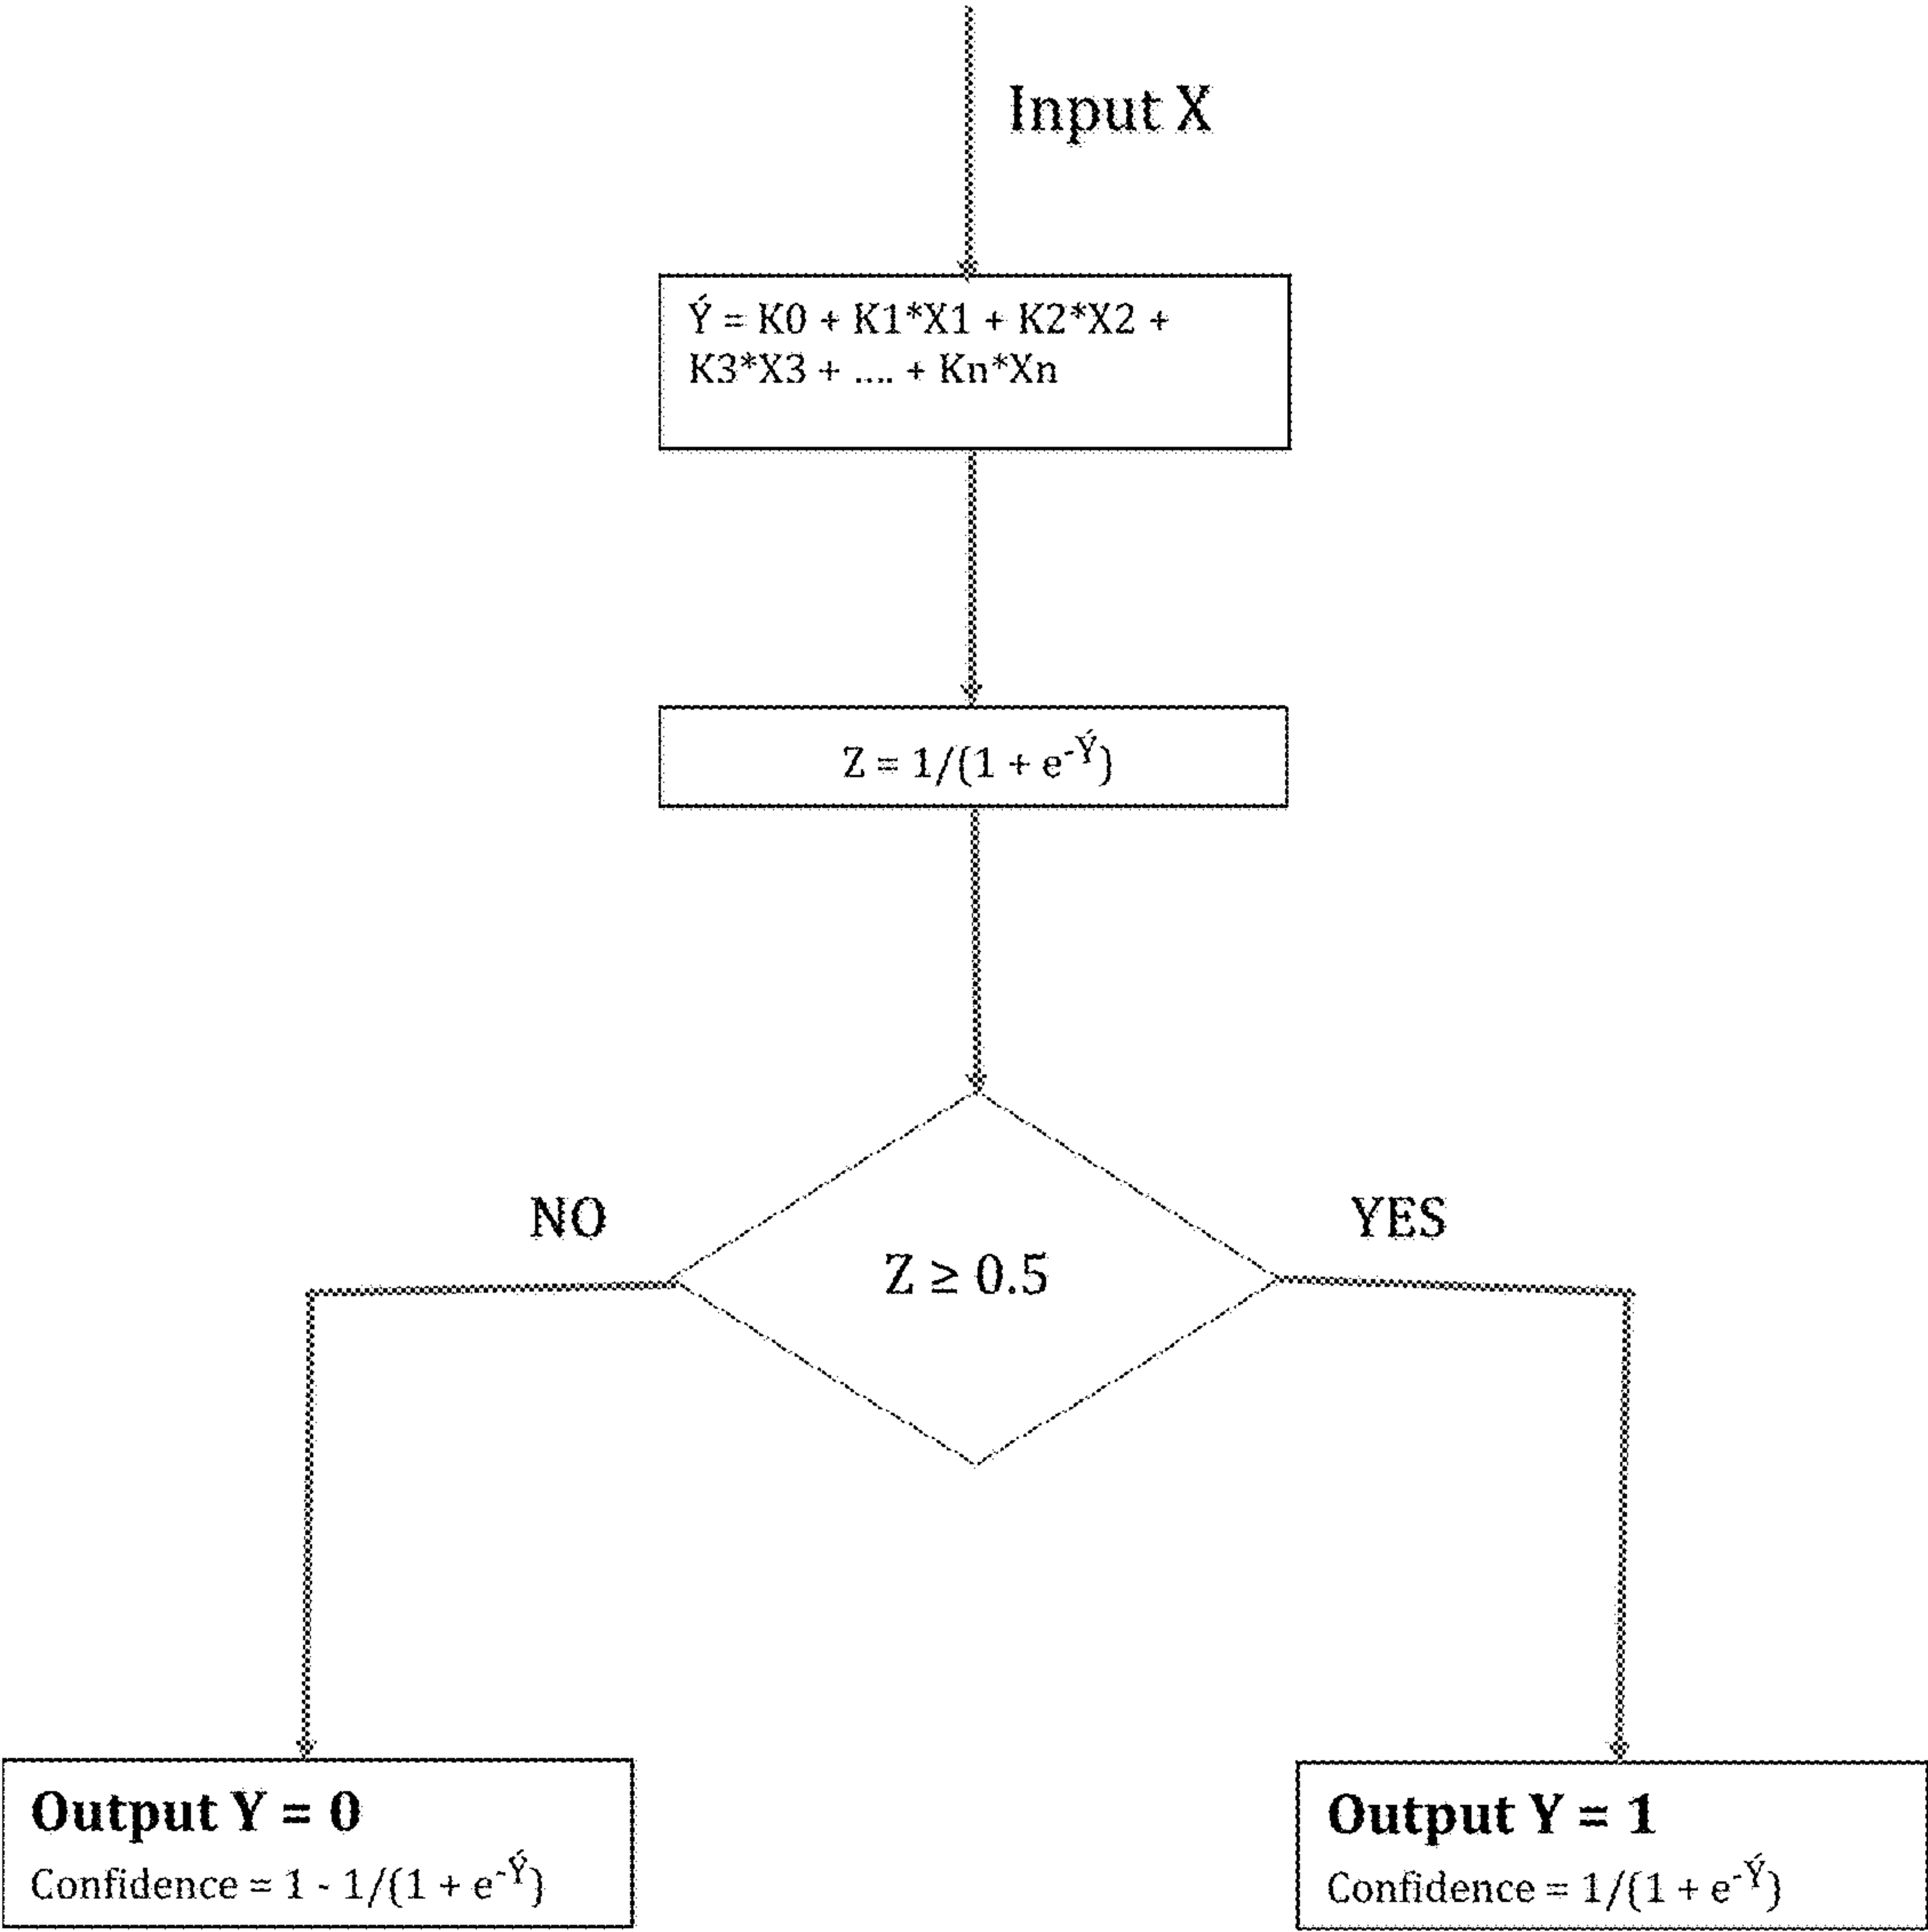 Input X
Ý = K0 + K1*X1 + K2*X2 +
K3*X3 + .... + Kn*Xn
Z = 1/(1 + e^-Ý)
NO
YES
Z ≥ 0.5
Output Y = 0
Confidence = 1 - 1/(1 + e^-Ý)
Output Y = 1
Confidence = 1/(1 + e^-Ý)